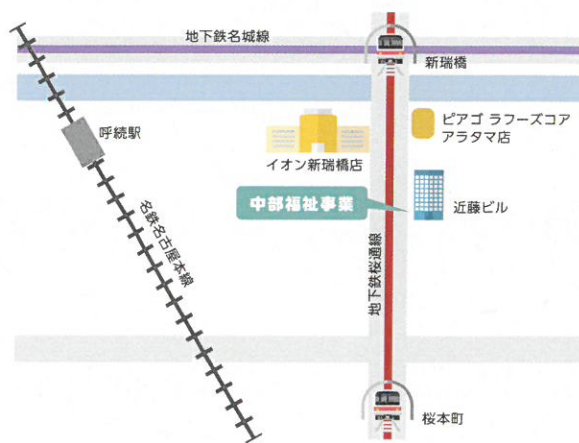 地下鉄名城線
新瑞橋
呼続駅
ピアゴ ラフーズコア
アラタマ店
イオン新瑞橋店
中部福祉事業
近藤ビル
名鉄名古屋本線
地下鉄桜通線
桜本町